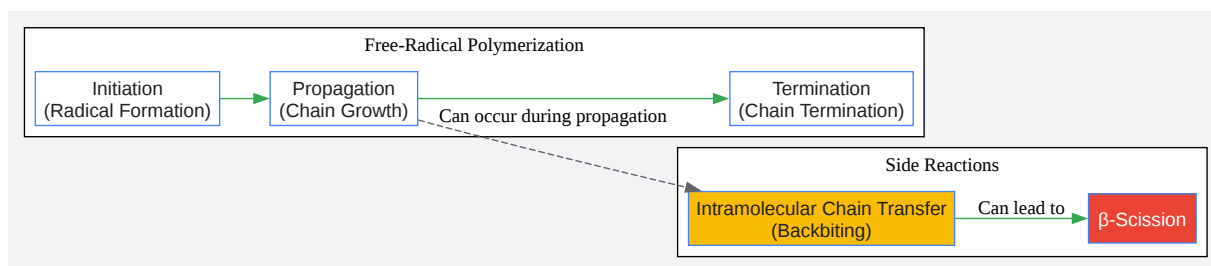 Free-Radical Polymerization
Initiation
(Radical Formation)
Propagation
(Chain Growth)
Can occur during propagation
Termination
(Chain Termination)
Side Reactions
Intramolecular Chain Transfer
(Backbiting)
Can lead to
β-Scission